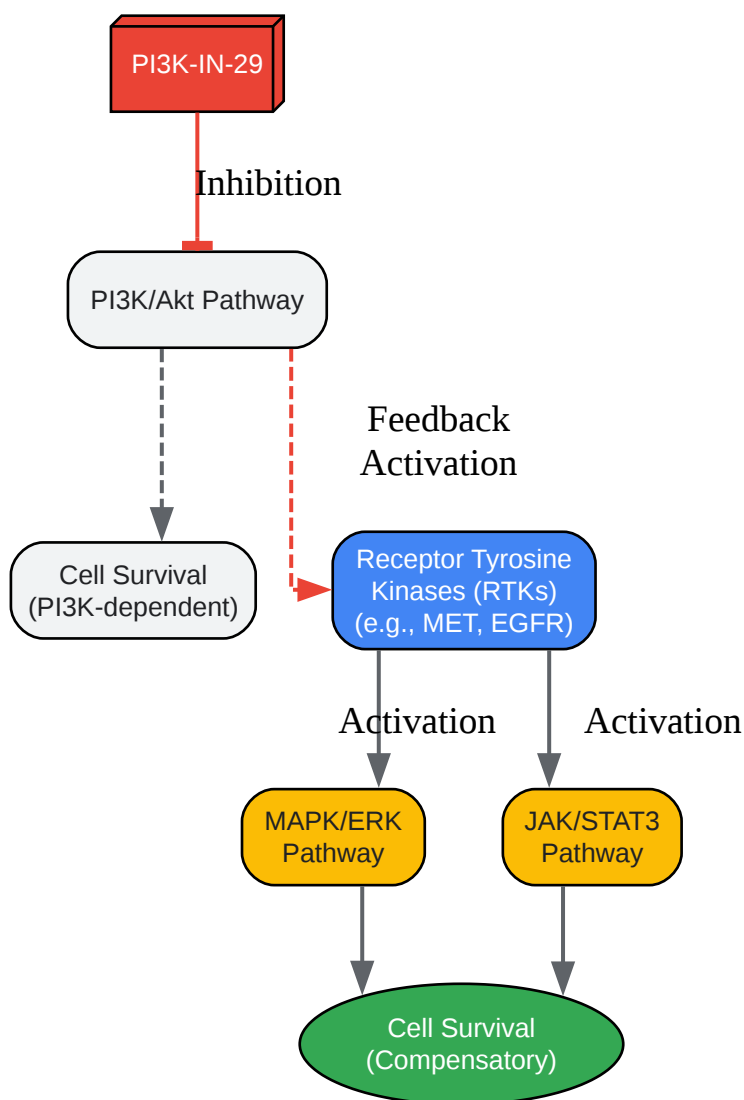 PI3K-IN-29
Inhibition
PI3K/Akt Pathway
Feedback
Activation
Cell Survival
(PI3K-dependent)
Receptor Tyrosine
Kinases (RTKs)
(e.g., MET, EGFR)
Activation
Activation
MAPK/ERK
Pathway
JAK/STAT3
Pathway
Cell Survival
(Compensatory)